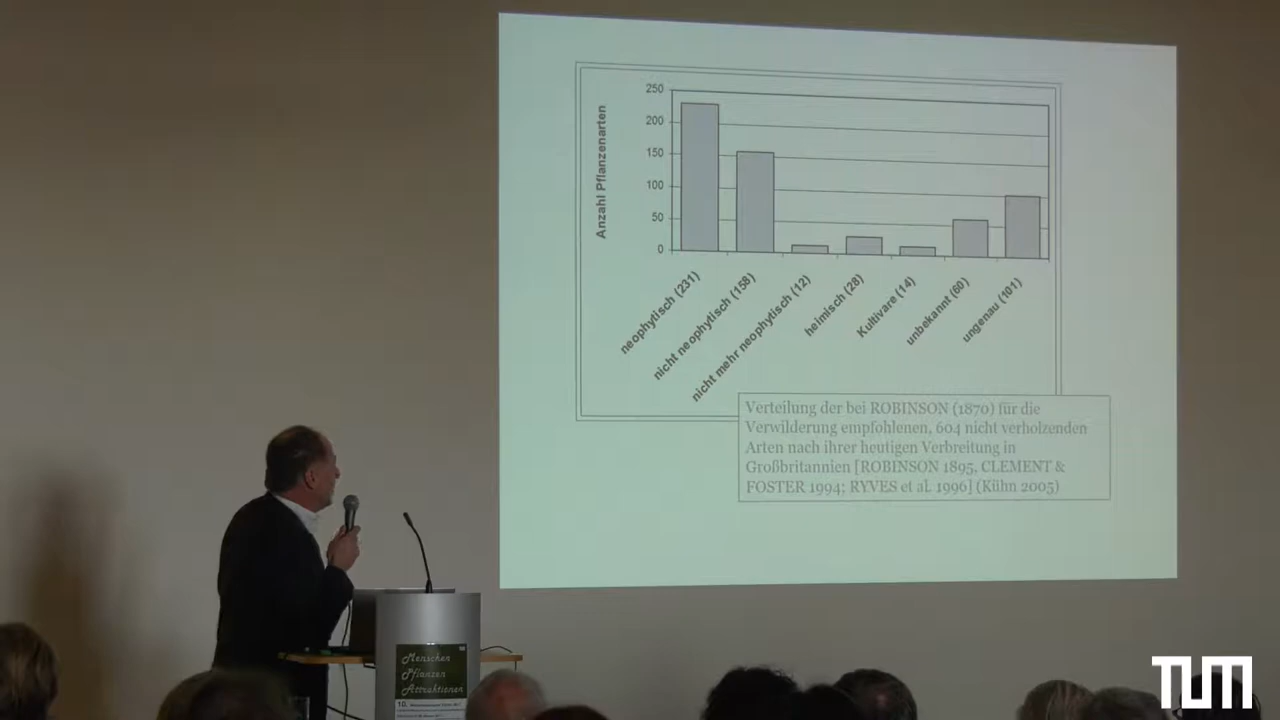 250
200
150
100
50
0
Anzahl Pflanzenarten
neophytisch (231)
nicht neophytisch (158)
nicht mehr neophytisch (12)
heimisch (28)
Kultivare (14)
unbekannt (60)
ungenau (101)
Verteilung der bei ROBINSON (1870) für die
Verwilderung empfohlenen, 604 nicht verholzenden
Arten nach ihrer heutigen Verbreitung in
Großbritannien [ROBINSON 1895, CLEMENT &
FOSTER 1994; RYVES et al. 1996] (Kühn 2005)
Menschen
Pflanzen
Attraktionen
TUM